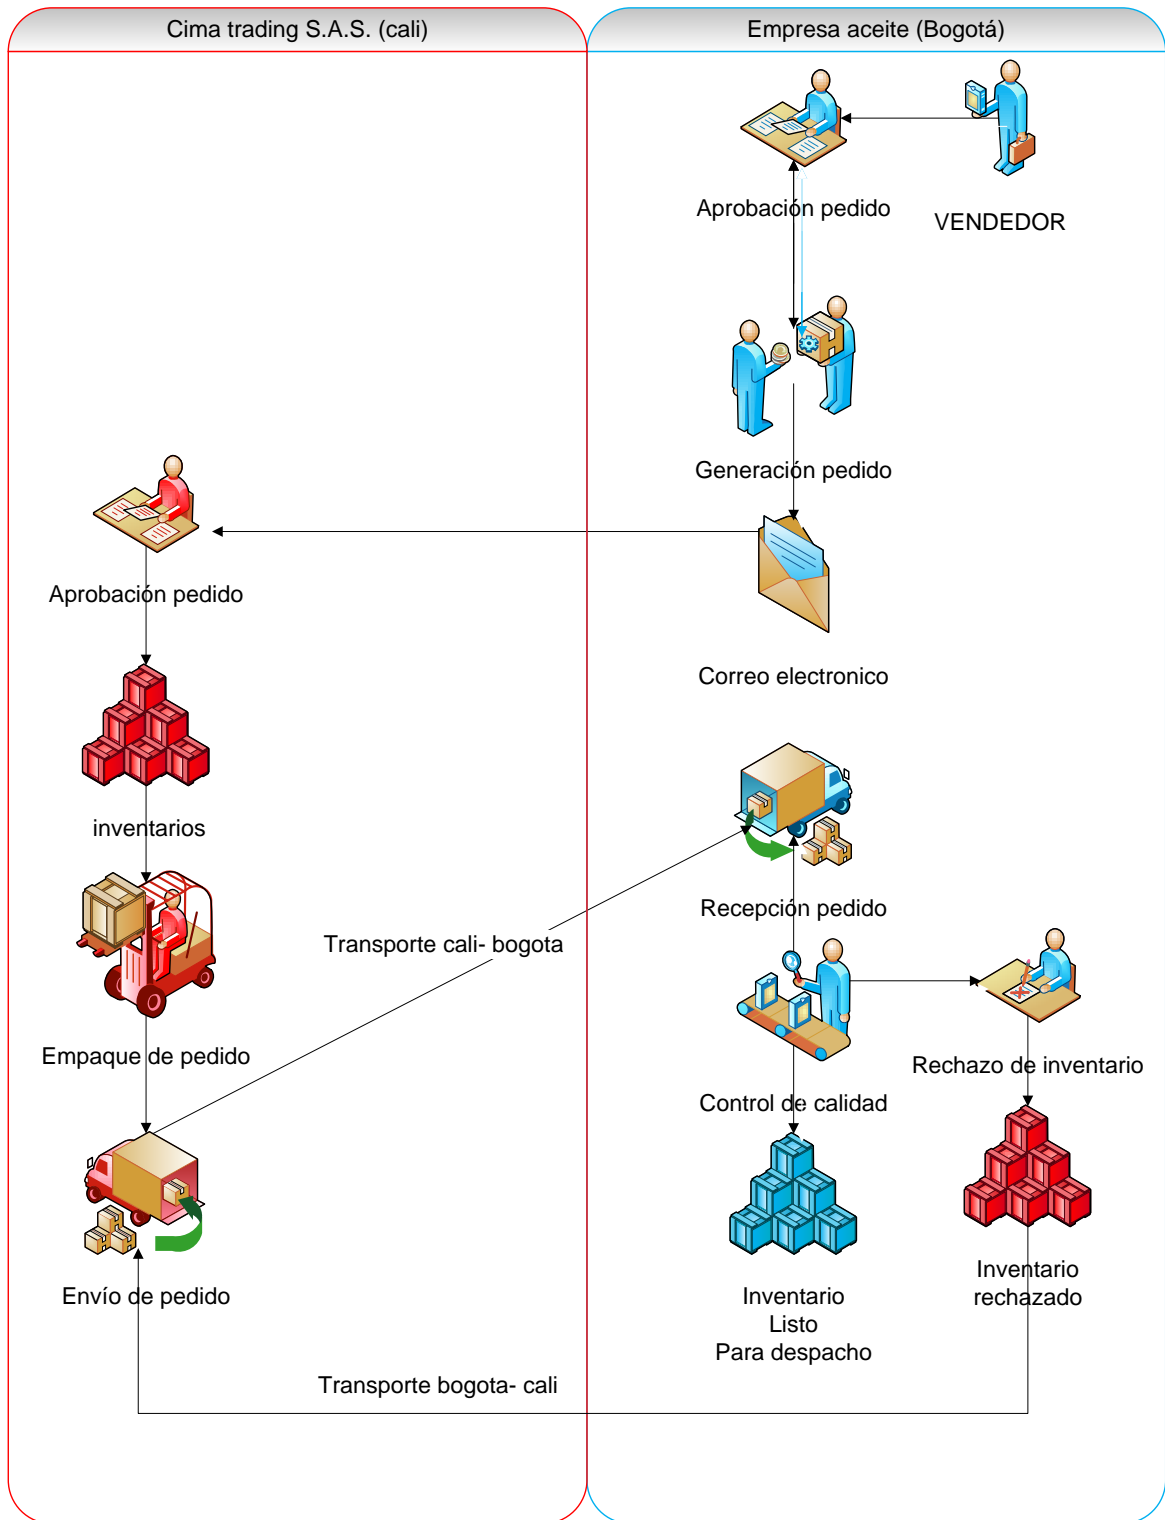 Cima trading S.A.S. (cali)
Empresa aceite (Bogotá)
Aprobación pedido
VENDEDOR
Generación pedido
Aprobación pedido
Correo electronico
inventarios
Recepción pedido
Transporte cali- bogota
Empaque de pedido
Rechazo de inventario
Control de calidad
Envío de pedido
Inventario
Listo
Para despacho
Inventario
rechazado
Transporte bogota- cali